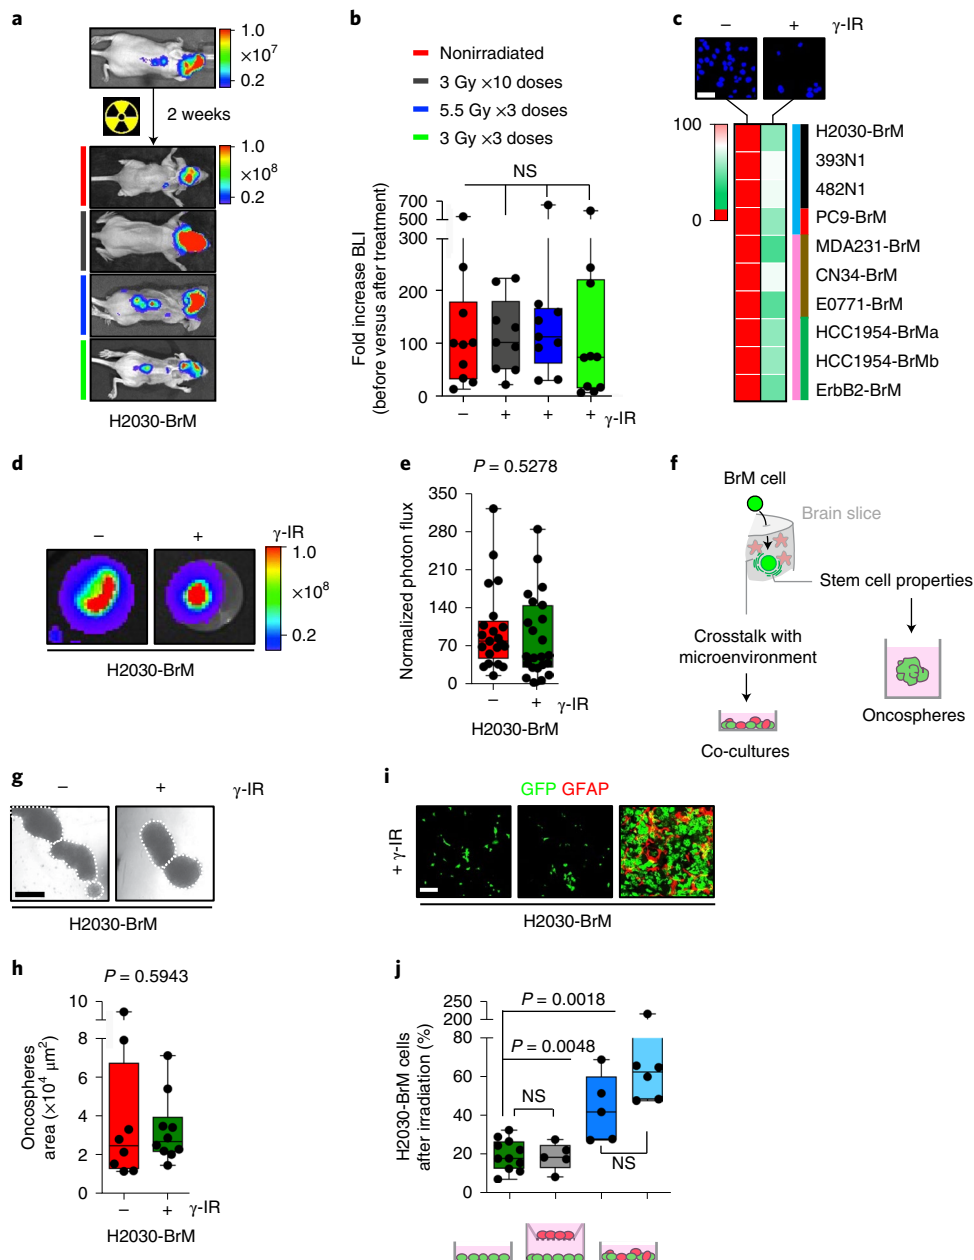 a
1.0
×10⁷
0.2
2 weeks
1.0
×10⁸
0.2
H2030-BrM
b
Nonirradiated
3 Gy ×10 doses
5.5 Gy ×3 doses
3 Gy ×3 doses
NS
Fold increase BLI
(before versus after treatment)
700
500
300
200
100
0
− + + + γ-IR
c
− + γ-IR
100
0
H2030-BrM
393N1
482N1
PC9-BrM
MDA231-BrM
CN34-BrM
E0771-BrM
HCC1954-BrMa
HCC1954-BrMb
ErbB2-BrM
d
− + γ-IR
1.0
×10⁸
0.2
H2030-BrM
e
P = 0.5278
Normalized photon flux
350
280
210
140
70
0
− + γ-IR
H2030-BrM
f
BrM cell
Brain slice
Stem cell properties
Crosstalk with
microenvironment
Oncospheres
Co-cultures
g
− + γ-IR
H2030-BrM
i
GFP GFAP
+ γ-IR
H2030-BrM
h
P = 0.5943
Oncospheres
area (×10⁴ μm²)
10
8
6
4
2
0
− + γ-IR
H2030-BrM
j
H2030-BrM cells
after irradiation (%)
250
200
80
60
40
20
0
P = 0.0018
P = 0.0048
NS
NS